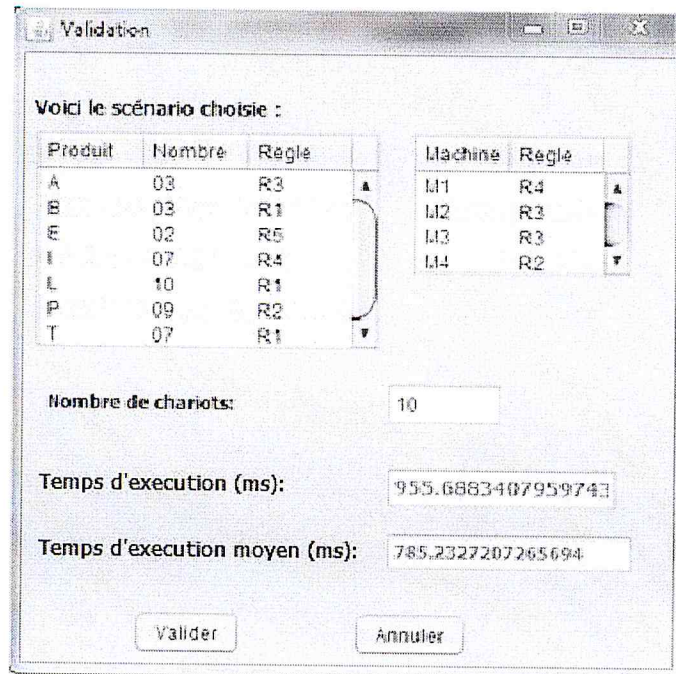 Validation
Voici le scénario choisie :
Produit Nombre Regle
A 03 R3
B 03 R1
E 02 R5
I 07 R4
L 10 R1
P 09 R2
T 07 R1
Machine Regle
M1 R4
M2 R3
M3 R3
M4 R2
Nombre de chariots: 10
Temps d'execution (ms): 955.6883407959743
Temps d'execution moyen (ms): 785.2327207265694
Valider Annuler